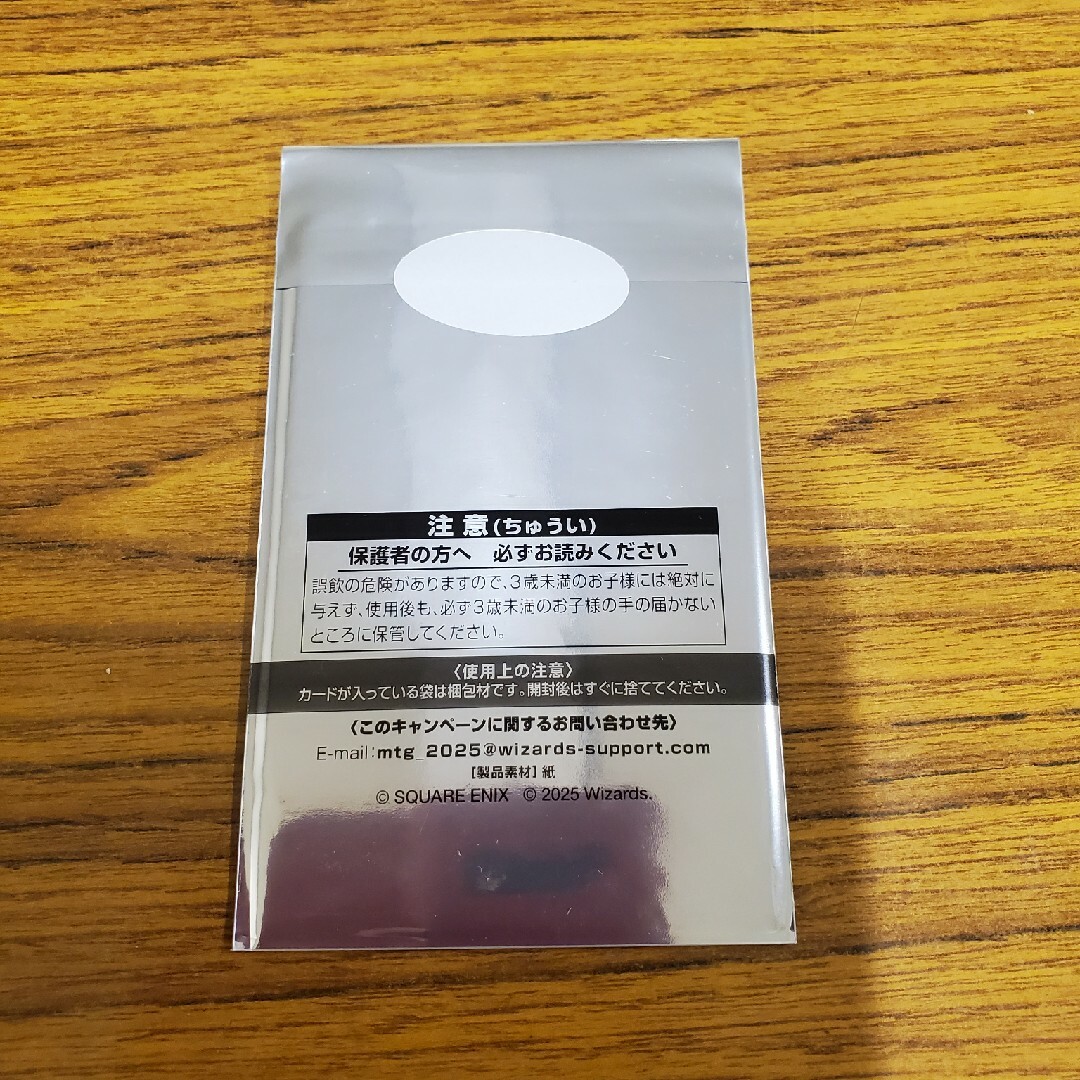 注意(ちゅうい)
保護者の方へ 必ずお読みください
誤飲の危険がありますので、3歳未満のお子様には絶対に
与えず、使用後も、必ず3歳未満のお子様の手の届かない
ところに保管してください。
〈使用上の注意〉
カードが入っている袋は梱包材です。開封後はすぐに捨ててください。
〈このキャンペーンに関するお問い合わせ先〉
E-mail:mtg_2025@wizards-support.com
[製品素材] 紙
© SQUARE ENIX © 2025 Wizards.